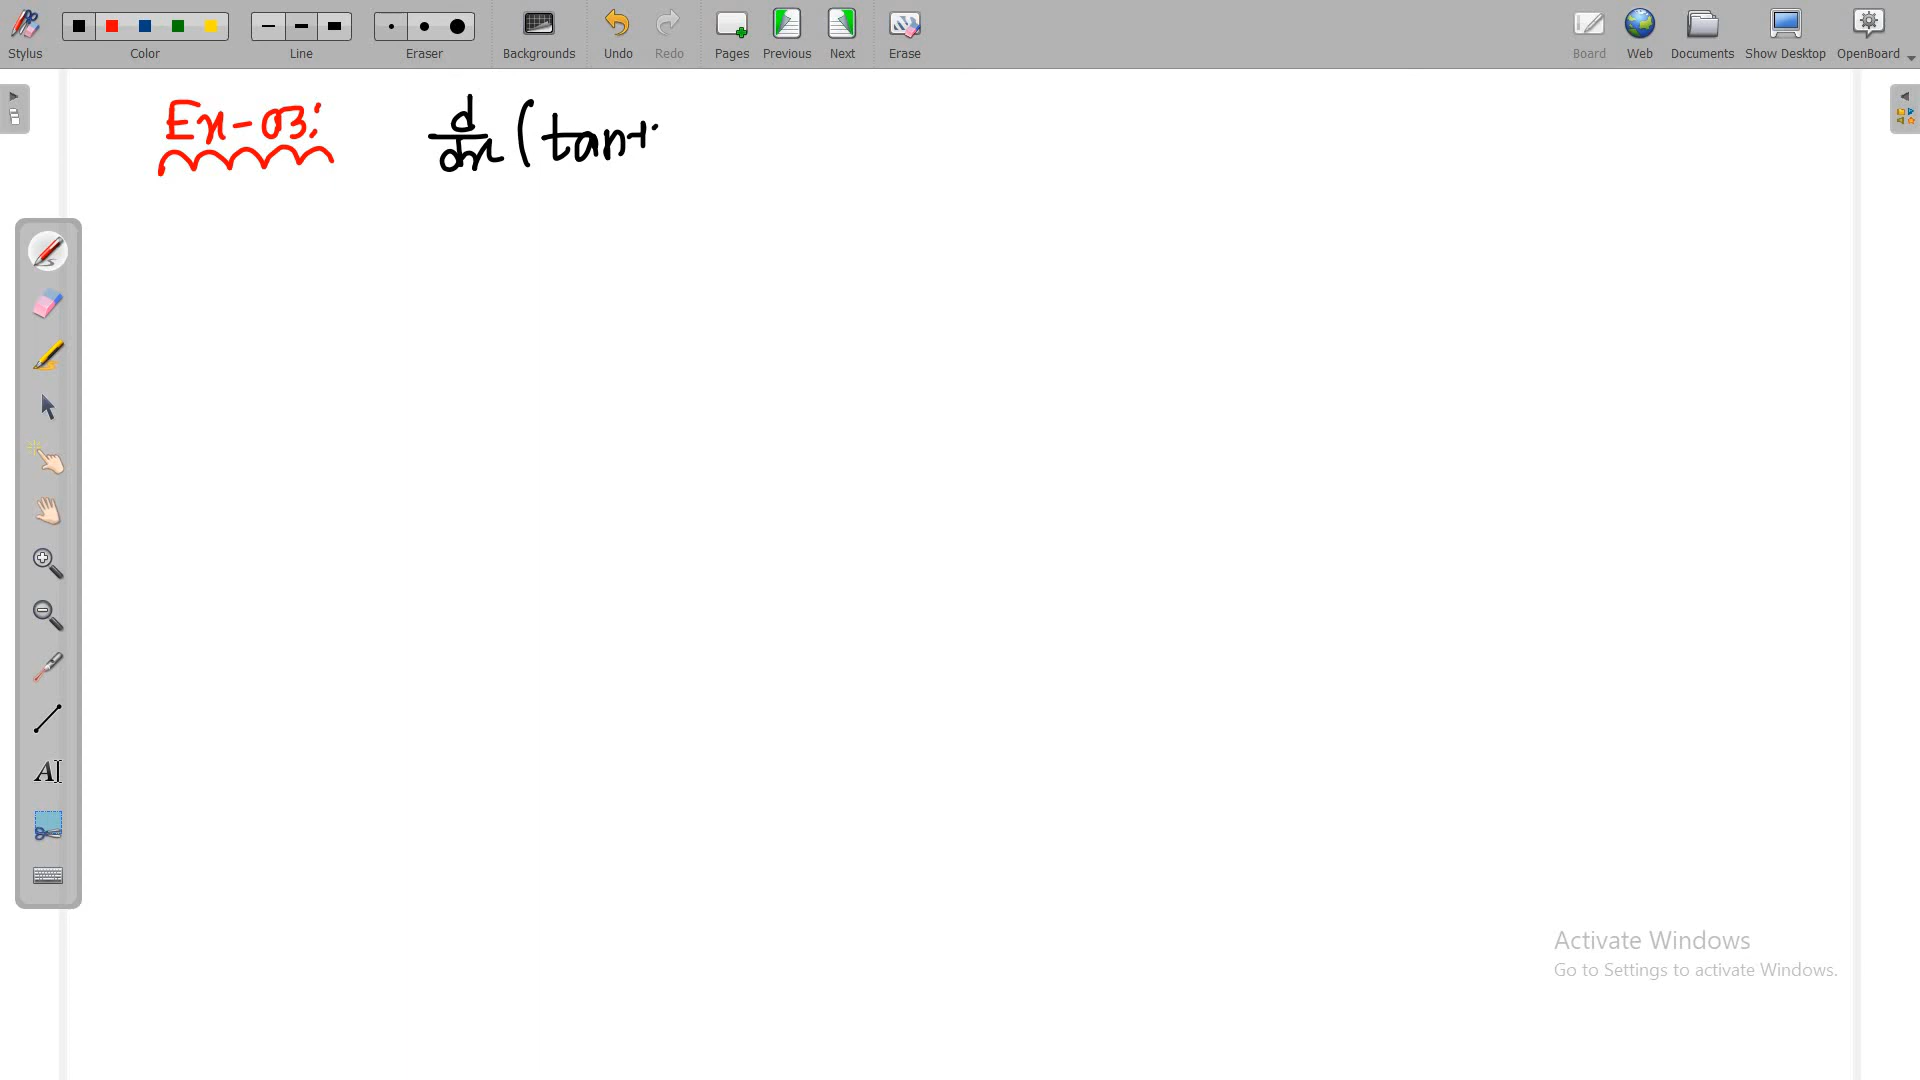 Stylus Color Line Eraser Backgrounds Undo Redo Pages Previous Next Erase Board Web Documents Show Desktop OpenBoard
Ex-03: d/dx (tan
Activate Windows
Go to Settings to activate Windows.